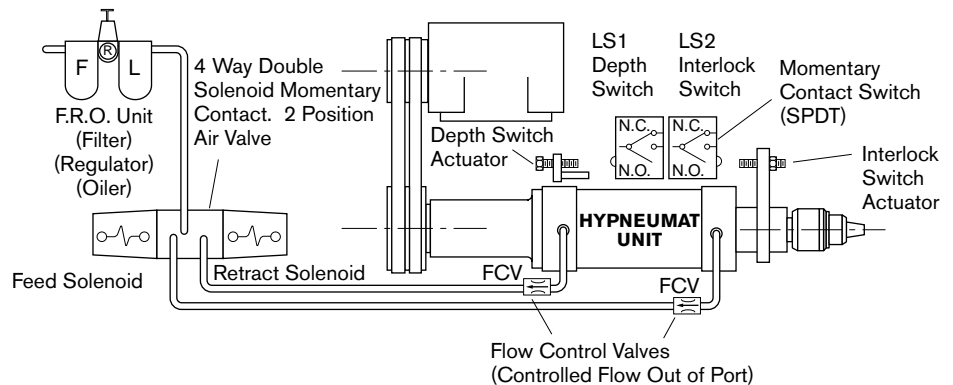 R
F
L
F.R.O. Unit
(Filter)
(Regulator)
(Oiler)
4 Way Double
Solenoid Momentary
Contact. 2 Position
Air Valve
LS1
Depth
Switch
LS2
Interlock
Switch
Momentary
Contact Switch
(SPDT)
Depth Switch
Actuator
N.C.
N.O.
N.C.
N.O.
Interlock
Switch
Actuator
HYPNEUMAT
UNIT
Feed Solenoid
Retract Solenoid
FCV
FCV
Flow Control Valves
(Controlled Flow Out of Port)